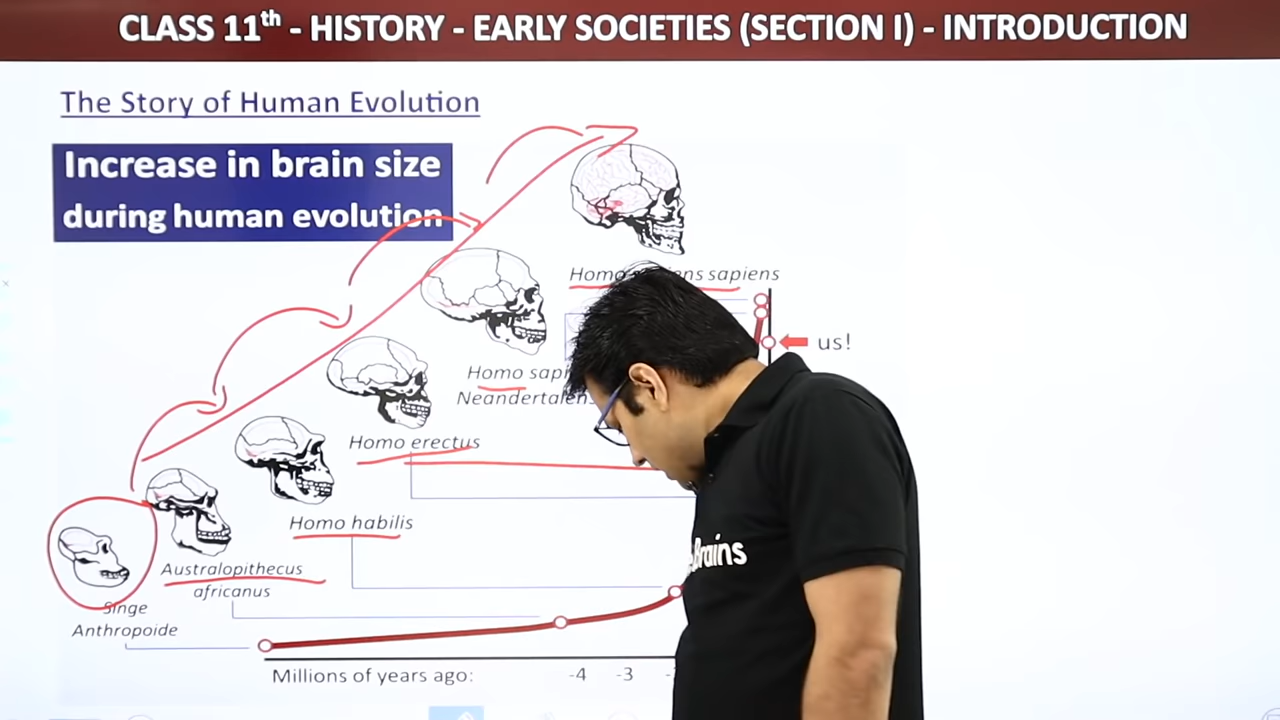 CLASS 11th - HISTORY - EARLY SOCIETIES (SECTION I) - INTRODUCTION
The Story of Human Evolution
Increase in brain size
during human evolution
Homo sapiens
us!
Homo
Homo erectus
Homo habilis
Australopithecus
africanus
Singe
Anthropoide
Brains
Millions of years ago: -4 -3